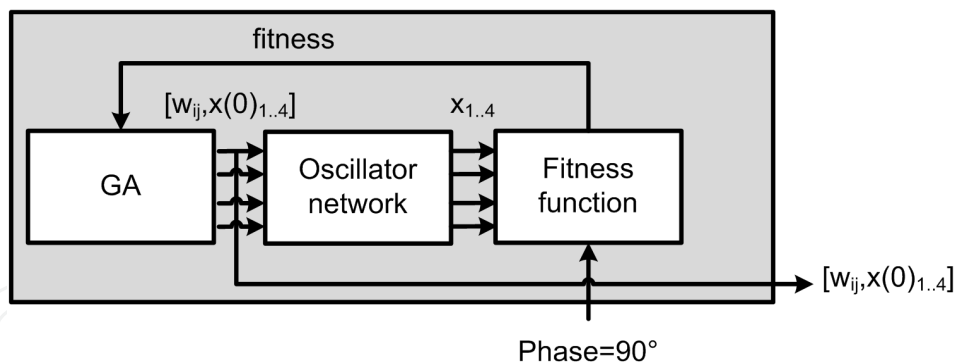 fitness
[wij,x(0)1..4]
x1..4
GA
Oscillator
network
Fitness
function
[wij,x(0)1..4]
Phase=90°